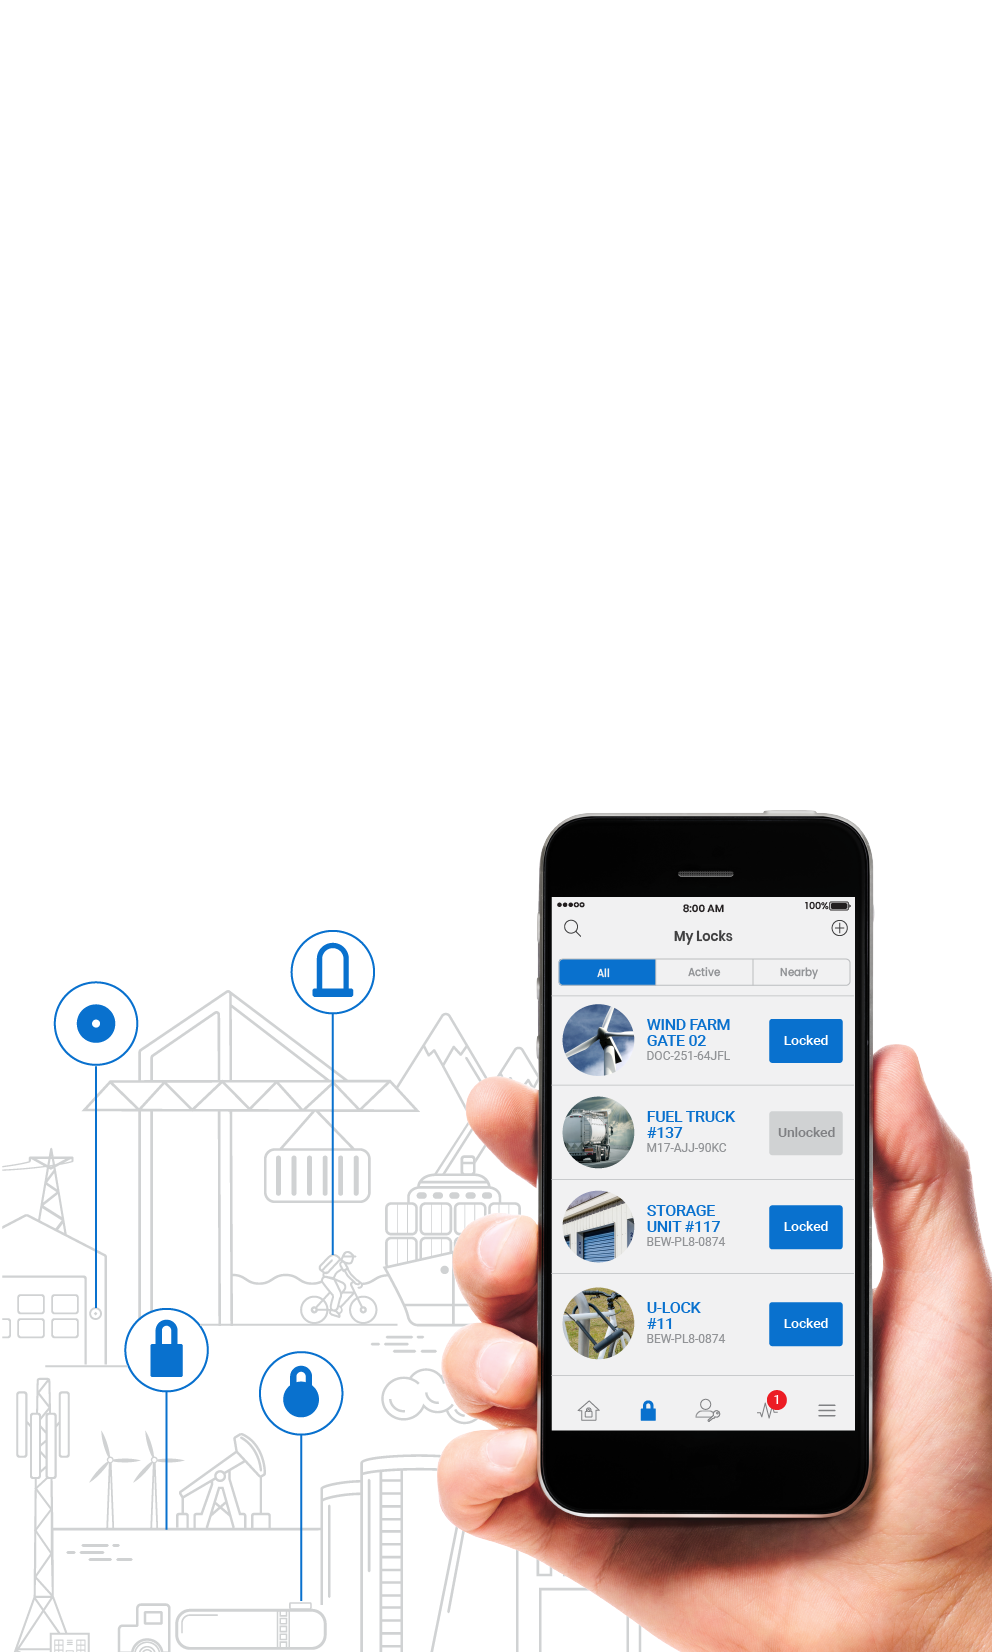 100%
8:00 AM
My Locks
All
Active
Nearby
WIND FARM
GATE 02
DOC-251-64JFL
Locked
FUEL TRUCK
#137
M17-AJJ-90KC
Unlocked
STORAGE
UNIT #117
BEW-PL8-0874
Locked
U-LOCK
#11
BEW-PL8-0874
Locked
1